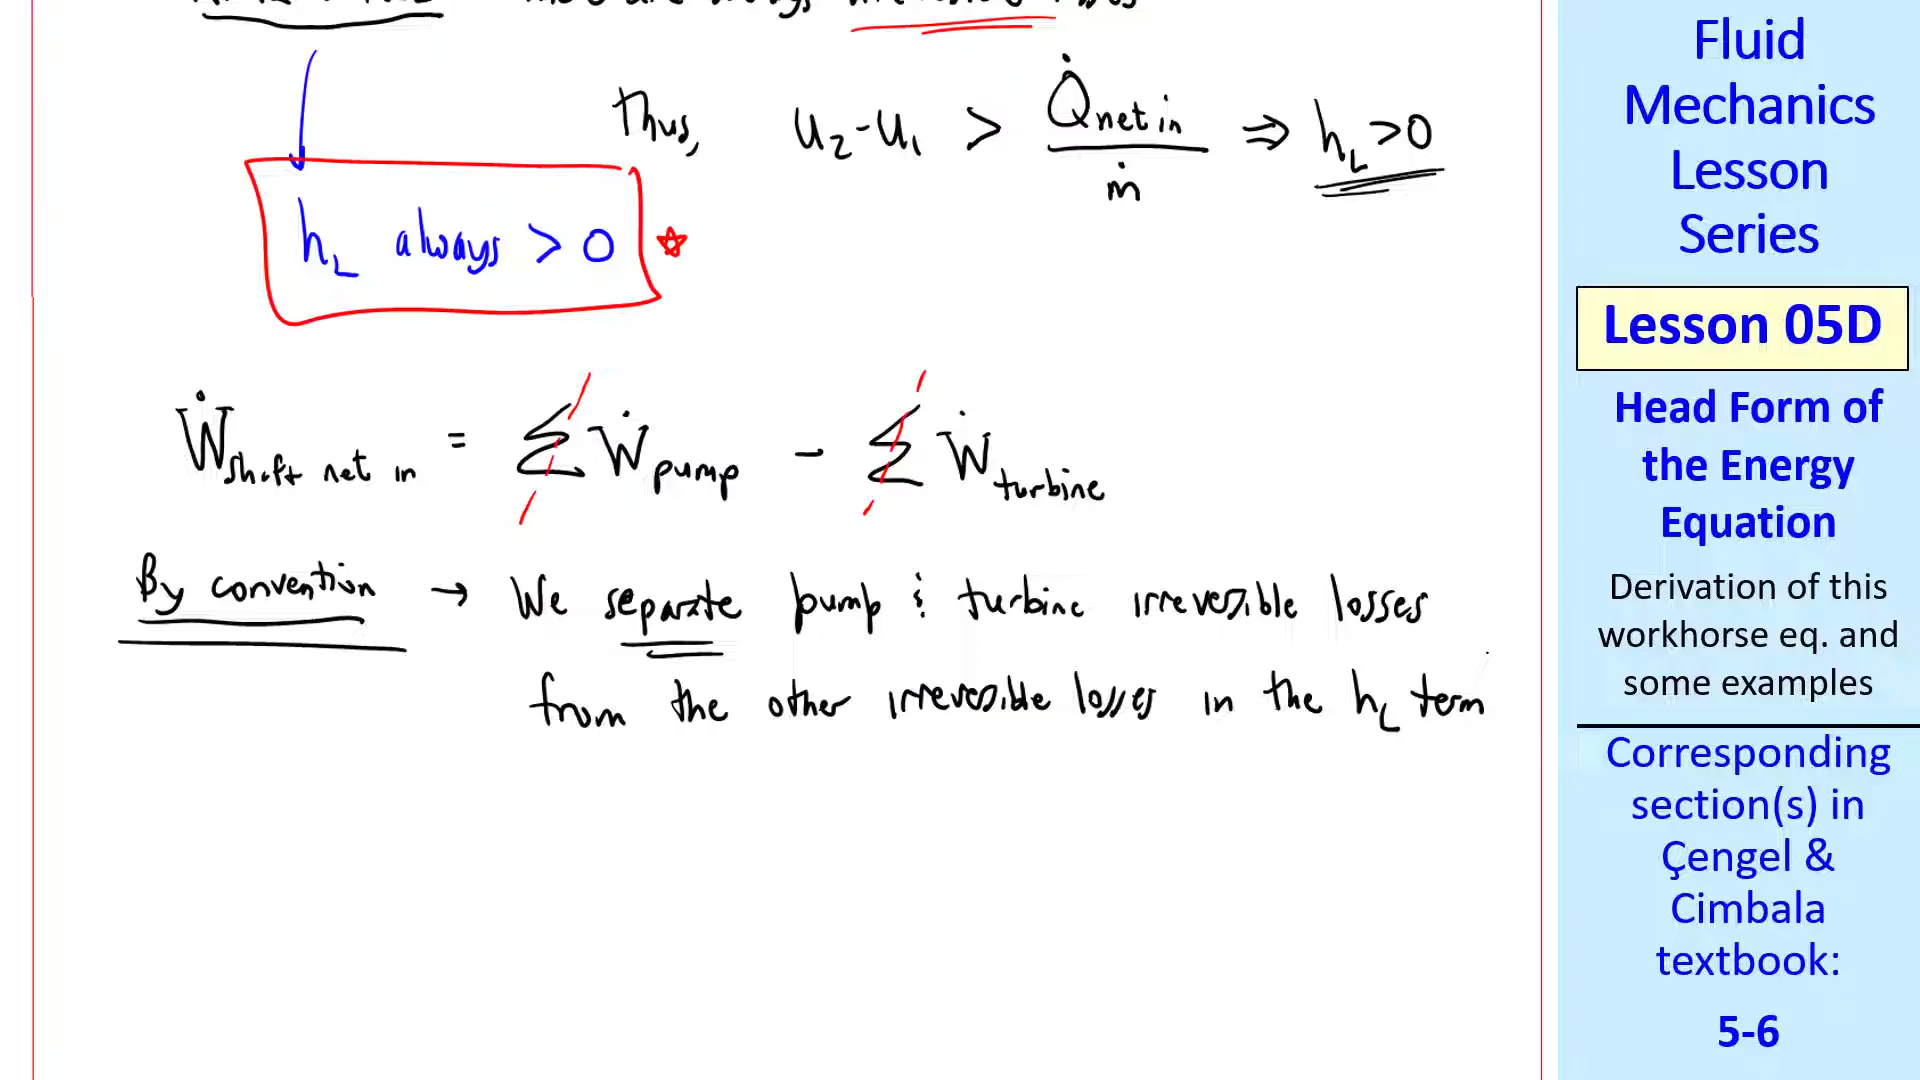 Thus, u₂-u₁ > Q̇net in / ṁ ⇒ hL>0
hL always > 0 ☆
Ẇshaft net in = Σ Ẇpump - Σ Ẇturbine
By convention → We separate pump & turbine irreversible losses
from the other irreversible losses in the hL term
Fluid
Mechanics
Lesson
Series
Lesson 05D
Head Form of
the Energy
Equation
Derivation of this
workhorse eq. and
some examples
Corresponding
section(s) in
Çengel &
Cimbala
textbook:
5-6